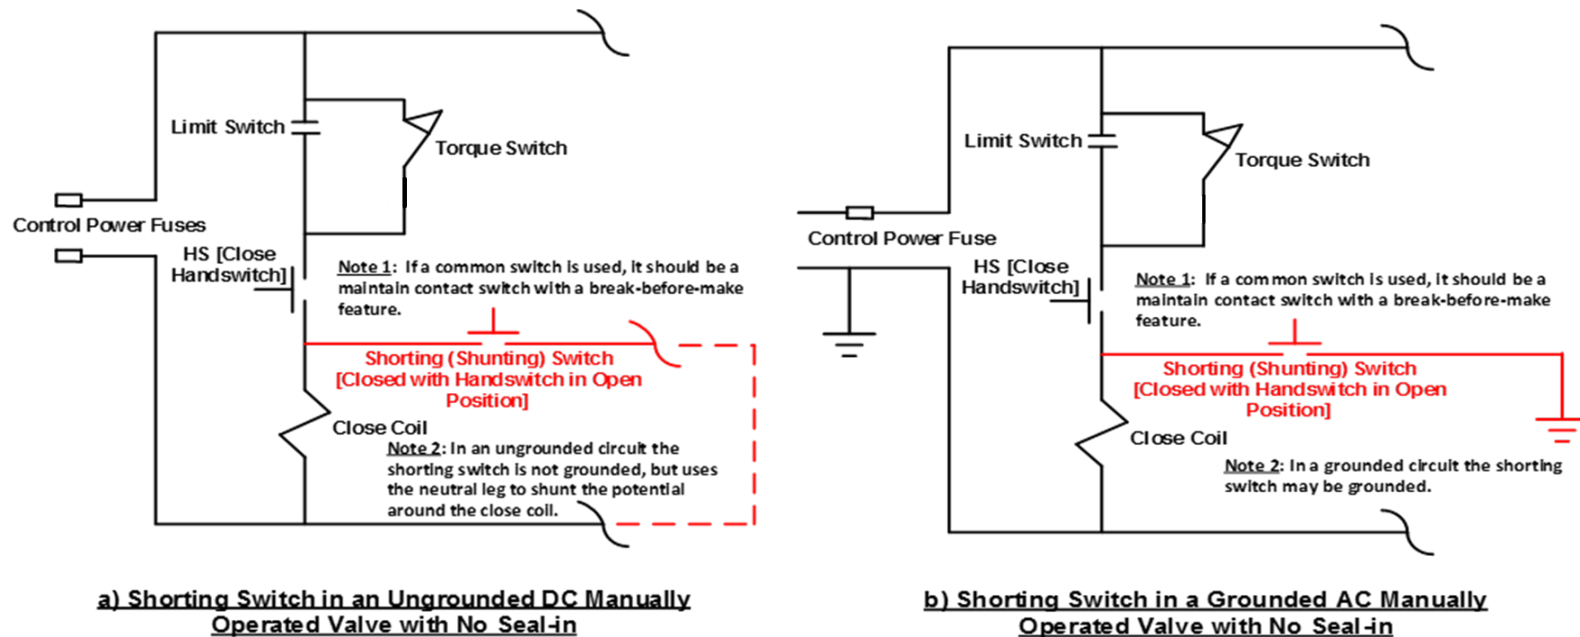 Limit Switch
Torque Switch
Control Power Fuses
HS [Close
Handswitch]
Note 1:  If a common switch is used, it should be a
maintain contact switch with a break-before-make
feature.
Shorting (Shunting) Switch
[Closed with Handswitch in Open
Position]
Close Coil
Note 2: In an ungrounded circuit the
shorting switch is not grounded, but uses
the neutral leg to shunt the potential
around the close coil.
a) Shorting Switch in an Ungrounded DC Manually
Operated Valve with No Seal-in
Limit Switch
Torque Switch
Control Power Fuse
HS [Close
Handswitch]
Note 1:  If a common switch is used, it should be a
maintain contact switch with a break-before-make
feature.
Shorting (Shunting) Switch
[Closed with Handswitch in Open
Position]
Close Coil
Note 2: In a grounded circuit the shorting
switch may be grounded.
b) Shorting Switch in a Grounded AC Manually
Operated Valve with No Seal-in